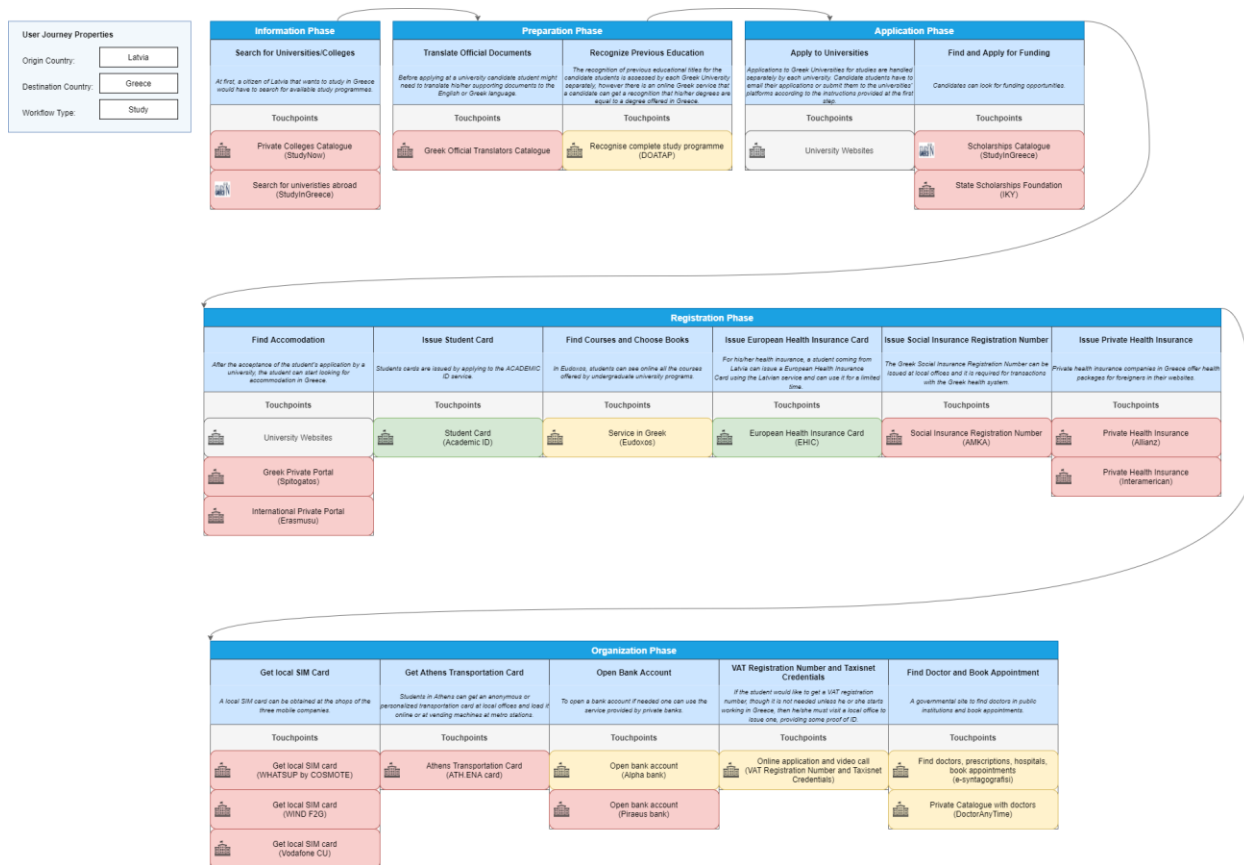 User Journey Properties
Origin Country:
Latvia
Destination Country:
Greece
Workflow Type:
Study
Information Phase
Search for Universities/Colleges
At first, a citizen of Latvia that wants to study in Greece
would have to search for available study programmes.
Touchpoints
Private Colleges Catalogue
(StudyNow)
Search for univeristies abroad
(StudyInGreece)
Preparation Phase
Translate Official Documents
Before applying at a university candidate student might
need to translate his/her supporting documents to the
English or Greek language.
Touchpoints
Greek Official Translators Catalogue
Recognize Previous Education
The recognition of previous educational titles for the
candidate students is assessed by each Greek University
separately, however there is an online Greek service that
a candidate can get a recognition that his/her degrees are
equal to a degree offered in Greece.
Touchpoints
Recognise complete study programme
(DOATAP)
Application Phase
Apply to Universities
Applications to Greek Universities for studies are handled
separately by each university. Candidate students have to
email their applications or submit them to the universities'
platforms according to the instructions provided at the first
step.
Touchpoints
University Websites
Find and Apply for Funding
Candidates can look for funding opportunities.
Touchpoints
Scholarships Catalogue
(StudyInGreece)
State Scholarships Foundation
(IKY)
Registration Phase
Find Accomodation
After the acceptance of the student's application by a
university, the student can start looking for
accommodation in Greece.
Touchpoints
University Websites
Greek Private Portal
(Spitogatos)
International Private Portal
(Erasmusu)
Issue Student Card
Students cards are issued by applying to the ACADEMIC
ID service.
Touchpoints
Student Card
(Academic ID)
Find Courses and Choose Books
In Eudoxos, students can see online all the courses
offered by undergraduate university programs.
Touchpoints
Service in Greek
(Eudoxos)
Issue European Health Insurance Card
For his/her health insurance, a student coming from
Latvia can issue a European Health Insurance
Card using the Latvian service and can use it for a limited
time.
Touchpoints
European Health Insurance Card
(EHIC)
Issue Social Insurance Registration Number
The Greek Social Insurance Registration Number can be
issued at local offices and it is required for transactions
with the Greek health system.
Touchpoints
Social Insurance Registration Number
(AMKA)
Issue Private Health Insurance
Private health insurance companies in Greece offer health
packages for foreigners in their websites.
Touchpoints
Private Health Insurance
(Allianz)
Private Health Insurance
(Interamerican)
Organization Phase
Get local SIM Card
A local SIM card can be obtained at the shops of the
three mobile companies.
Touchpoints
Get local SIM card
(WHATSUP by COSMOTE)
Get local SIM card
(WIND F2G)
Get local SIM card
(Vodafone CU)
Get Athens Transportation Card
Students in Athens can get an anonymous or
personalized transportation card at local offices and load it
online or at vending machines at metro stations.
Touchpoints
Athens Transportation Card
(ATH.ENA card)
Open Bank Account
To open a bank account if needed one can use the
service provided by private banks.
Touchpoints
Open bank account
(Alpha bank)
Open bank account
(Piraeus bank)
VAT Registration Number and Taxisnet
Credentials
If the student would like to get a VAT registration
number, though it is not needed unless he or she starts
working in Greece, then he/she must visit a local office to
issue one, providing some proof of ID.
Touchpoints
Online application and video call
(VAT Registration Number and Taxisnet
Credentials)
Find Doctor and Book Appointment
A governmental site to find doctors in public
institutions and book appointments.
Touchpoints
Find doctors, prescriptions, hospitals,
book appointments
(e-syntagografisi)
Private Catalogue with doctors
(DoctorAnyTime)